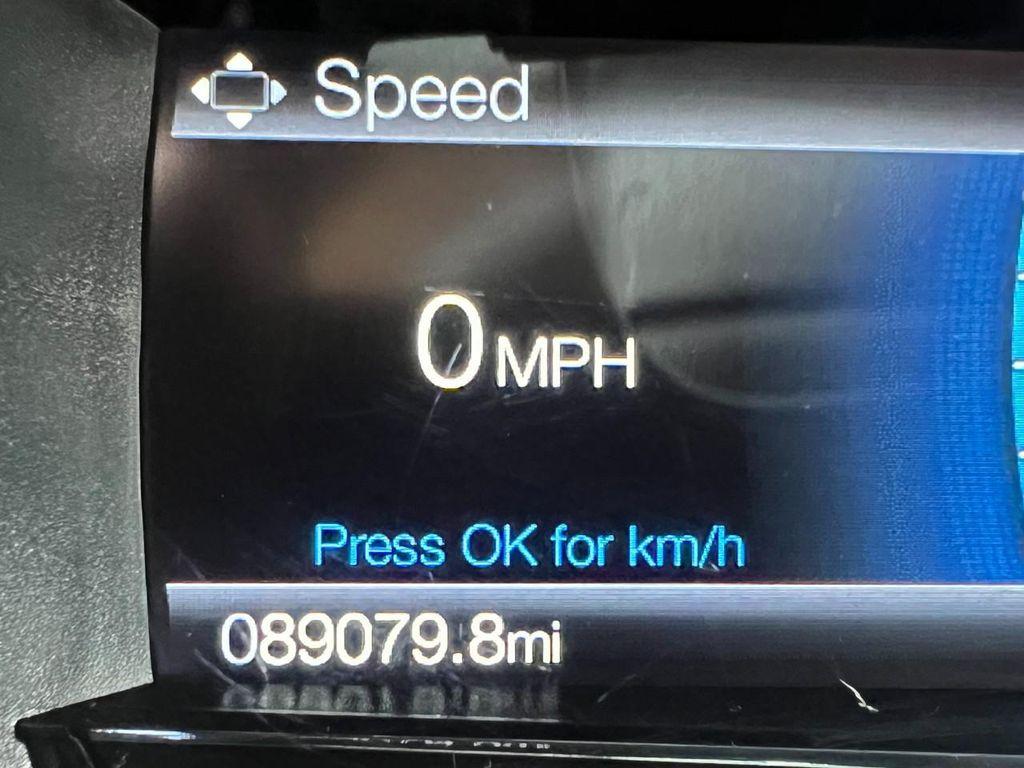 Speed
0 MPH
Press OK for km/h
089079.8mi